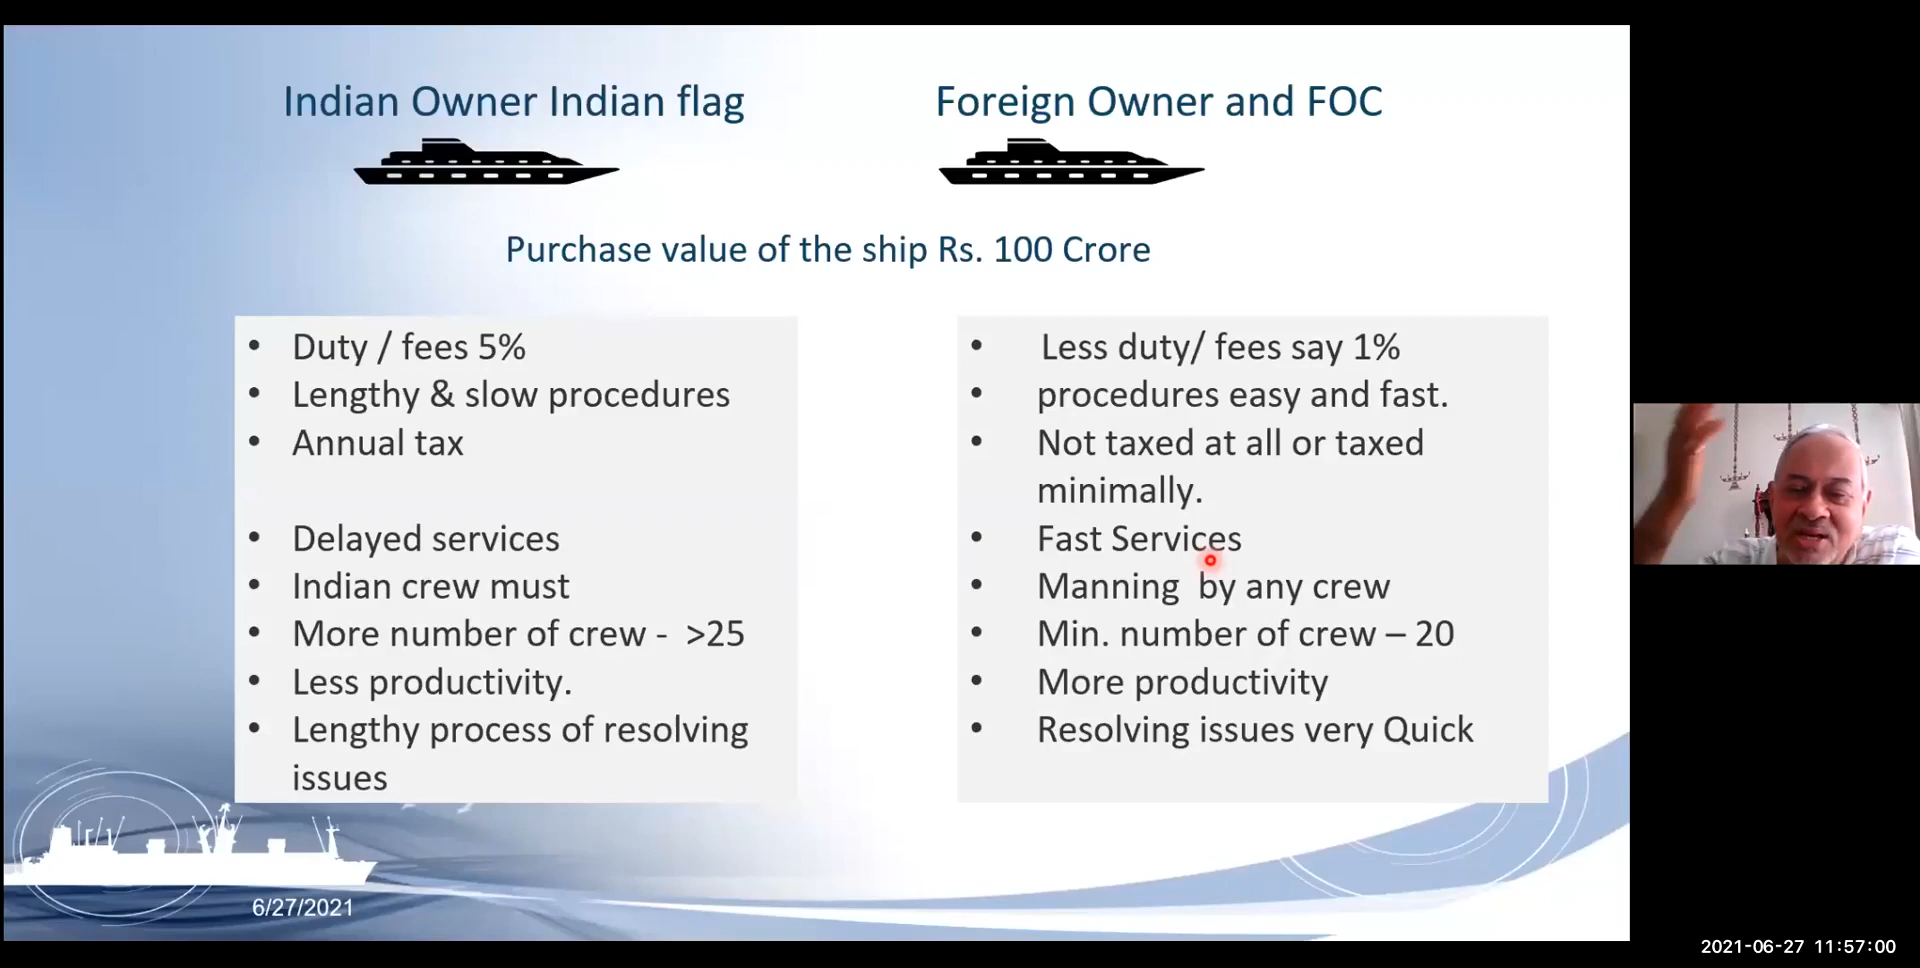 Indian Owner Indian flag
Foreign Owner and FOC
Purchase value of the ship Rs. 100 Crore
• Duty / fees 5%
• Lengthy & slow procedures
• Annual tax
• Delayed services
• Indian crew must
• More number of crew - >25
• Less productivity.
• Lengthy process of resolving
issues
• Less duty/ fees say 1%
• procedures easy and fast.
• Not taxed at all or taxed
minimally.
• Fast Services
• Manning by any crew
• Min. number of crew – 20
• More productivity
• Resolving issues very Quick
6/27/2021
2021-06-27 11:57:00